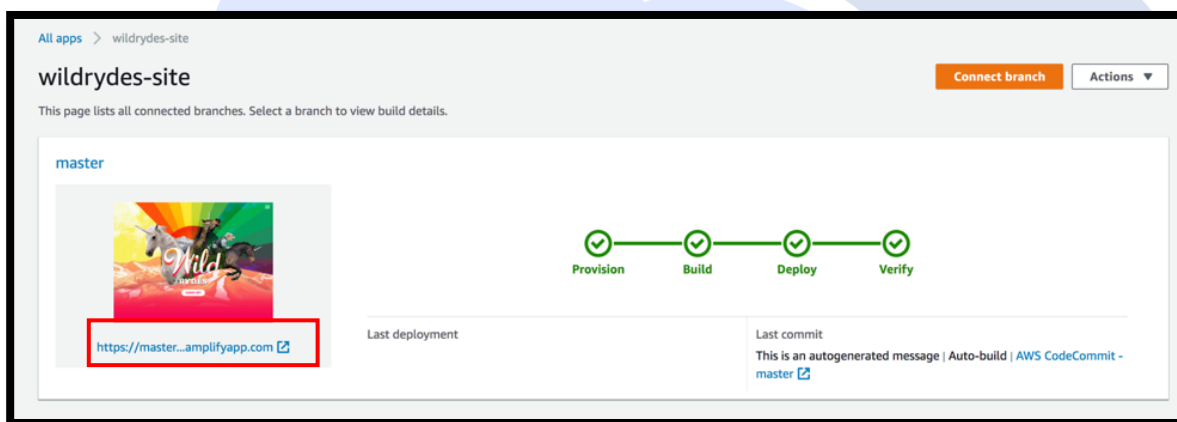 All apps > wildrydes-site
wildrydes-site
Connect branch
Actions ▼
This page lists all connected branches. Select a branch to view build details.
master
Wild
RYDES
Provision
Build
Deploy
Verify
https://master...amplifyapp.com
Last deployment
Last commit
This is an autogenerated message | Auto-build | AWS CodeCommit -
master